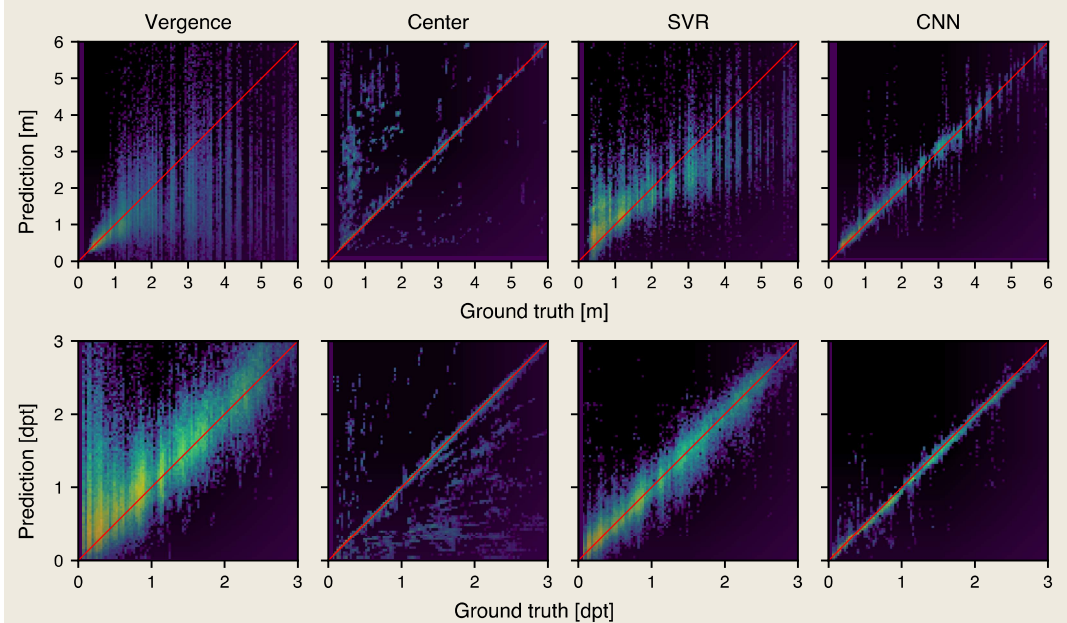 Vergence Center SVR CNN
6
5
4
3
2
1
0
Prediction [m]
0 1 2 3 4 5 6 0 1 2 3 4 5 6 0 1 2 3 4 5 6 0 1 2 3 4 5 6
Ground truth [m]
3
2
1
0
Prediction [dpt]
0 1 2 3 0 1 2 3 0 1 2 3 0 1 2 3
Ground truth [dpt]